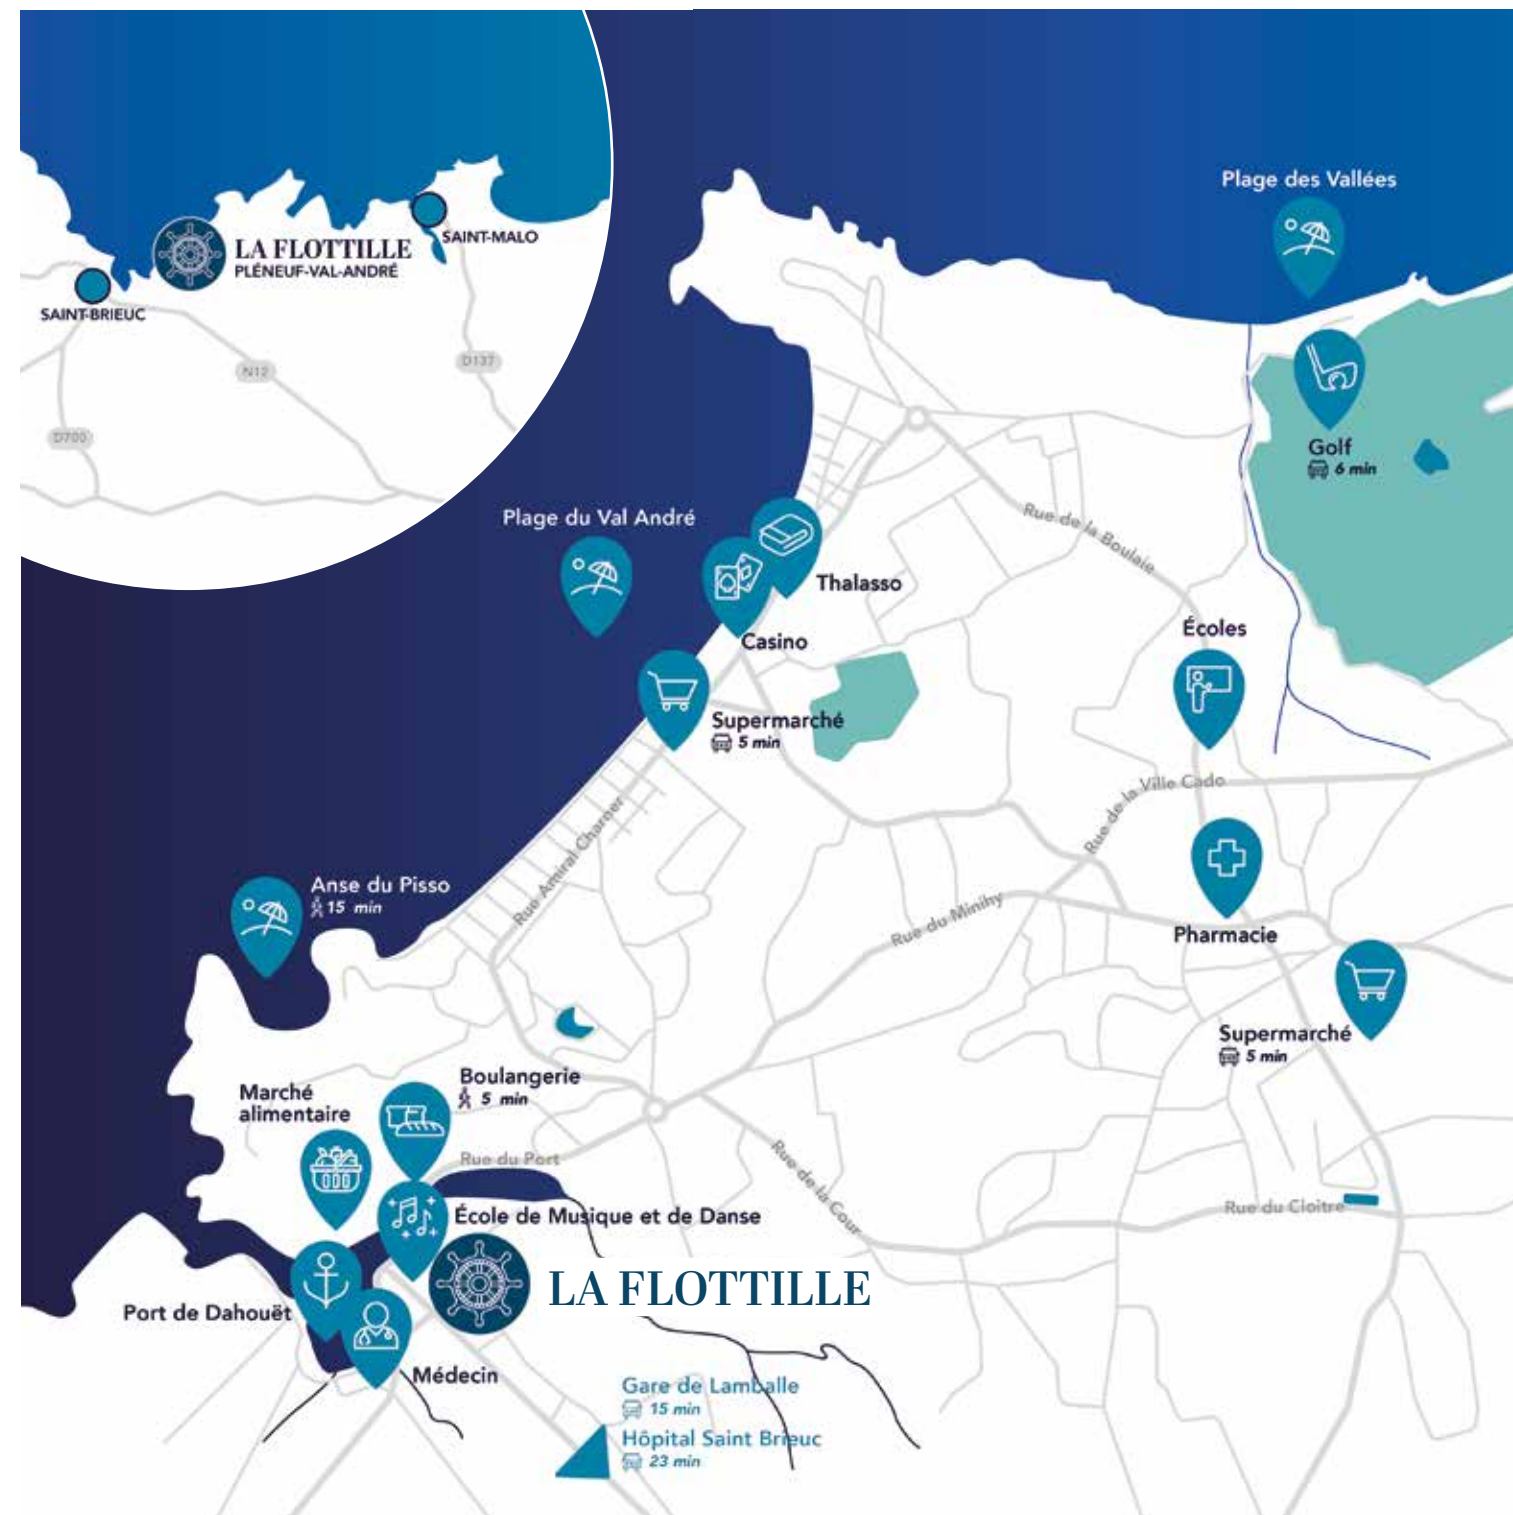 SAINT-MALO
LA FLOTTILLE
PLÉNEUF-VAL-ANDRÉ
SAINT-BRIEUC
N12
D137
D700
Plage des Vallées
Golf
6 min
Plage du Val André
Rue de la Boulaie
Thalasso
Casino
Écoles
Supermarché
5 min
Rue de la Ville Cado
Rue Amiral Charner
Anse du Pisso
15 min
Rue du Minihy
Pharmacie
Supermarché
5 min
Boulangerie
5 min
Marché
alimentaire
Rue du Port
Rue de la Cour
Rue du Cloitre
École de Musique et de Danse
LA FLOTTILLE
Port de Dahouët
Médecin
Gare de Lamballe
15 min
Hôpital Saint Brieuc
23 min